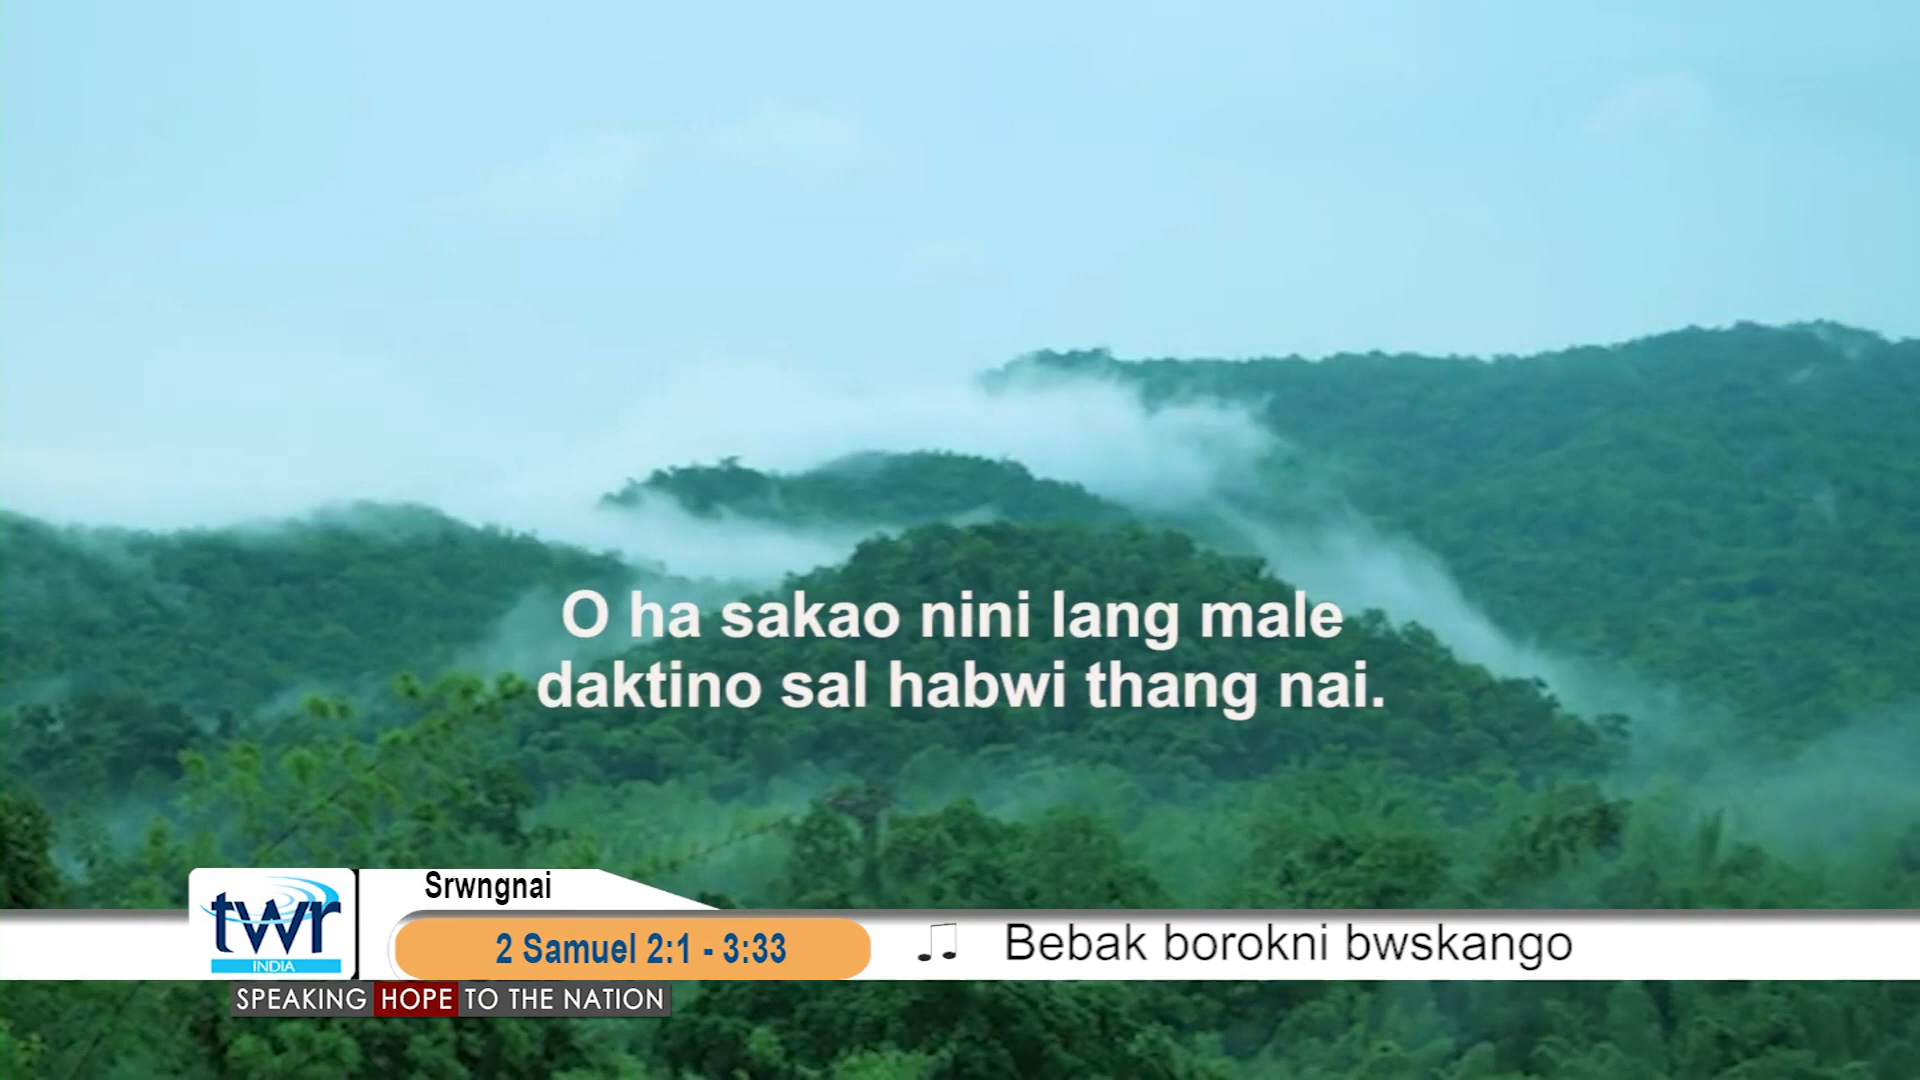 O ha sakao nini lang male
daktino sal habwi thang nai.
Srwngnai
twr
INDIA
2 Samuel 2:1 - 3:33
Bebak borokni bwskango
SPEAKING HOPE TO THE NATION